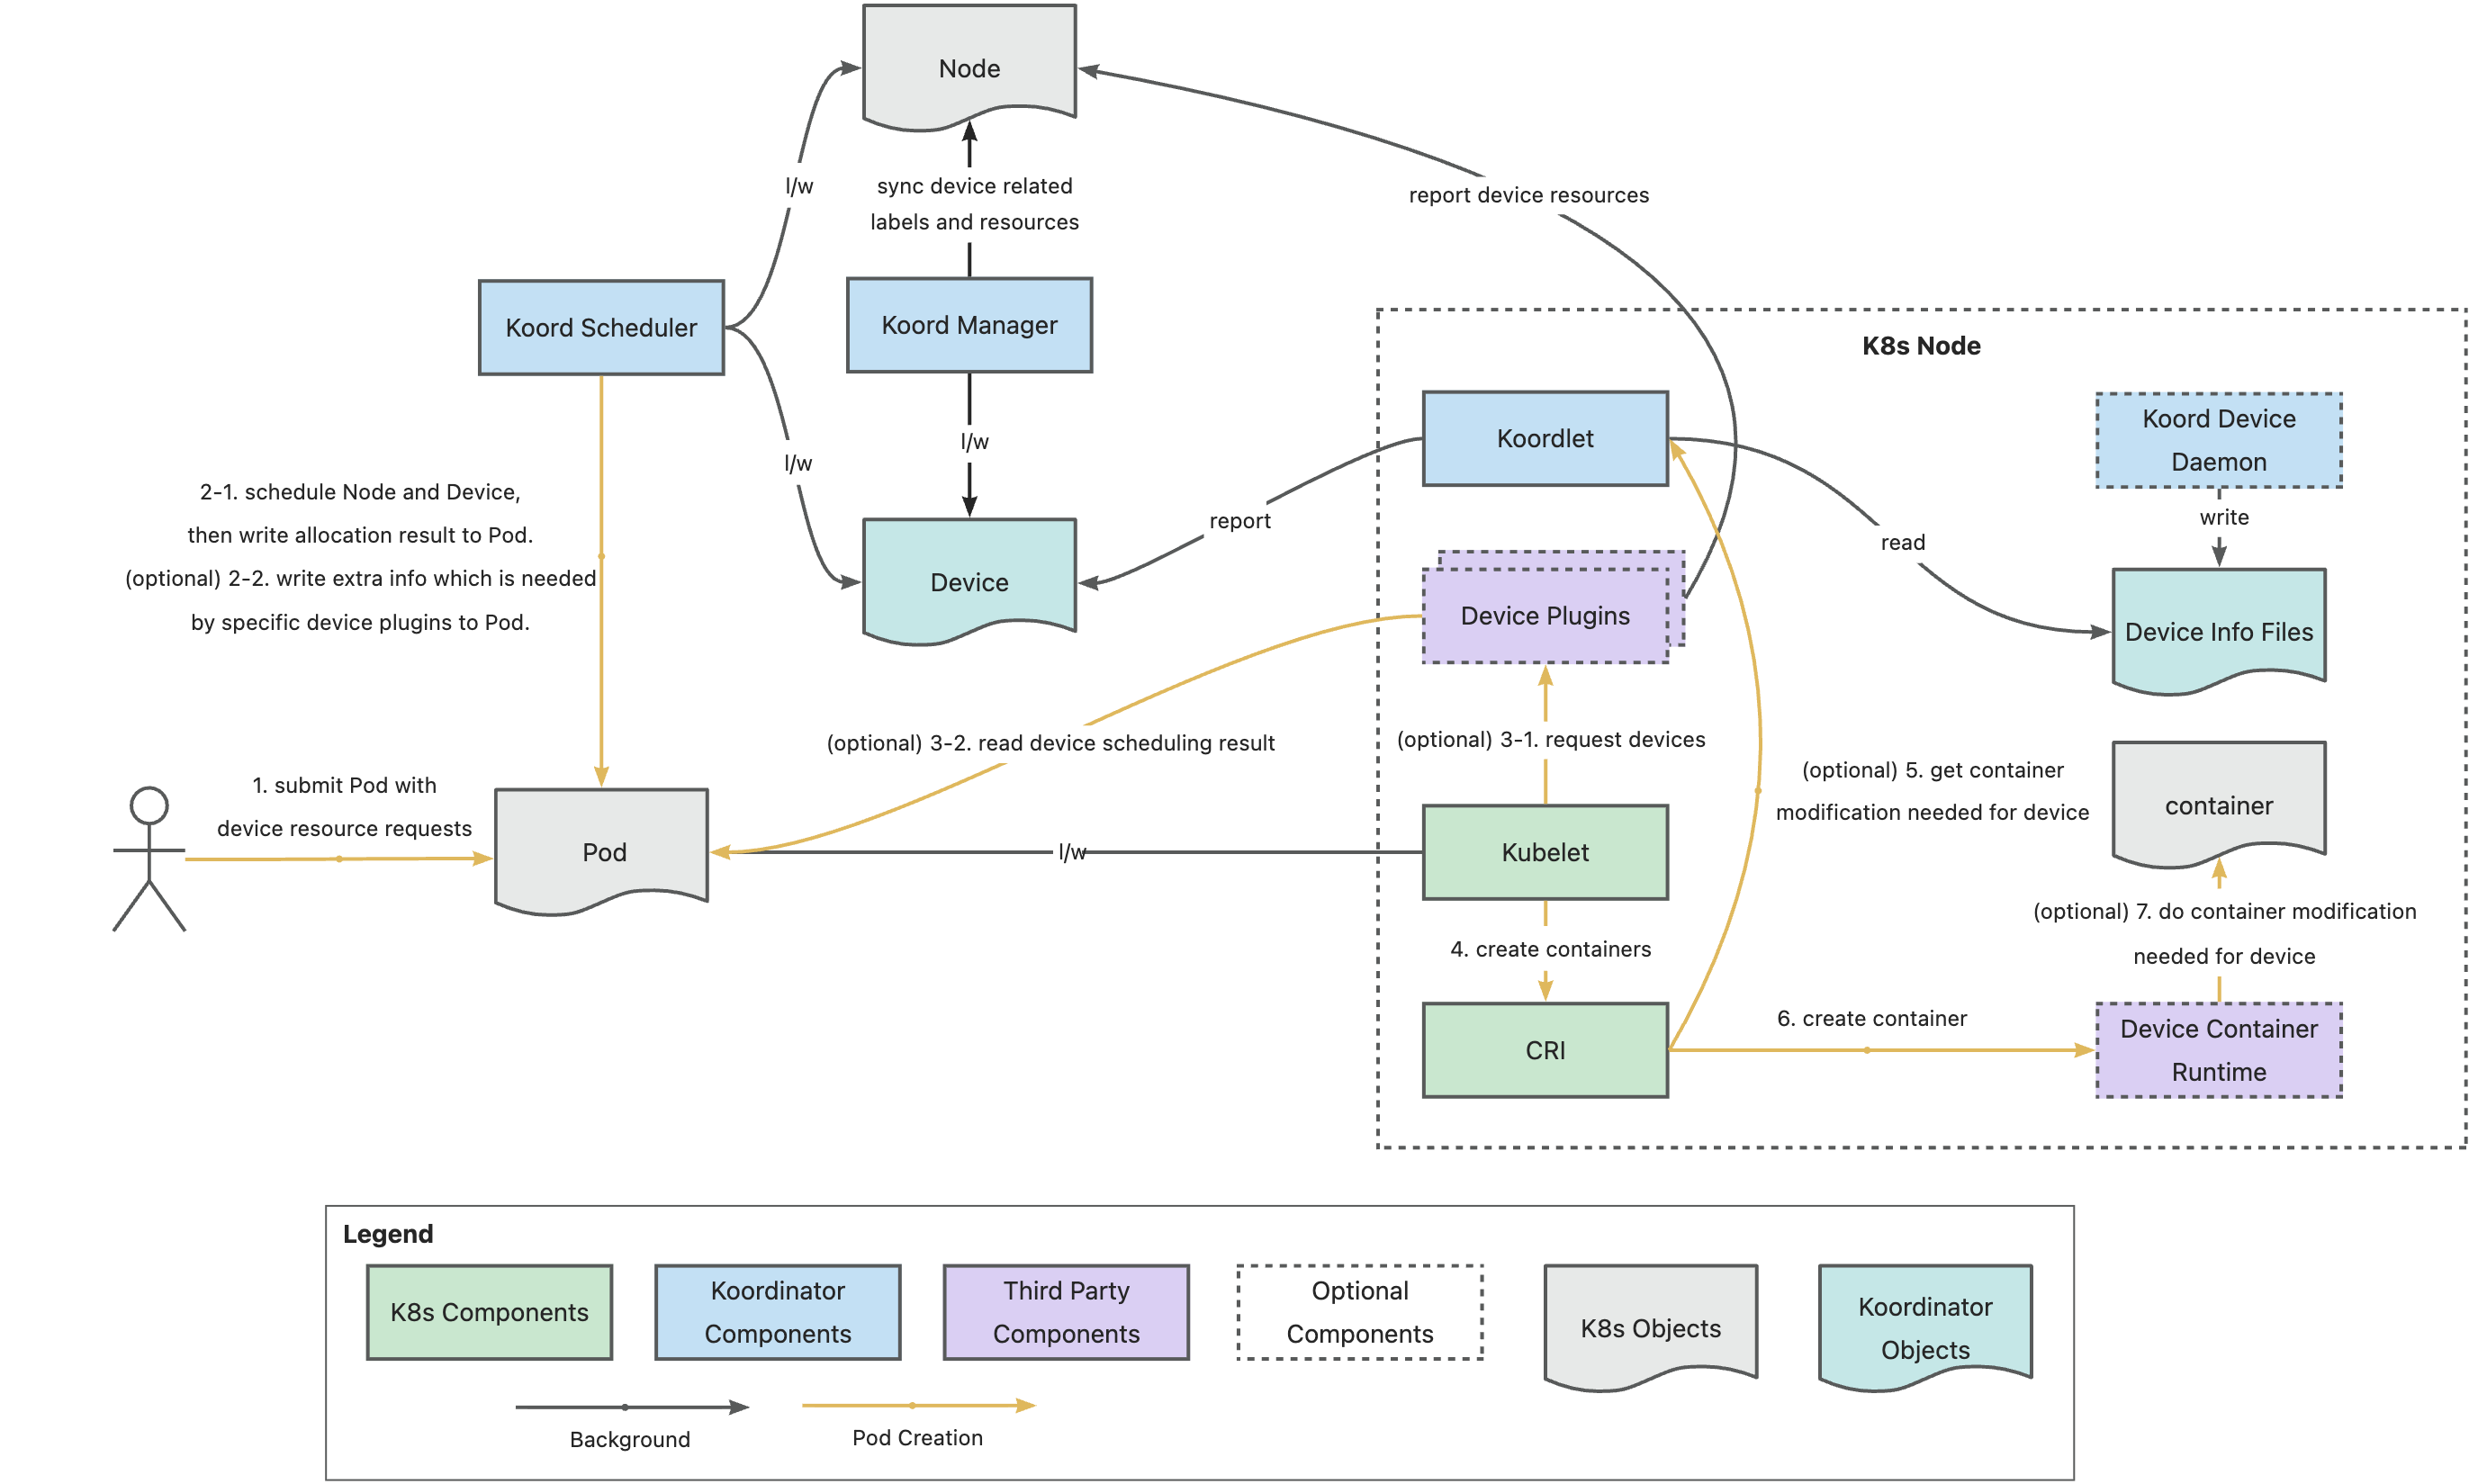 Node
l/w
sync device related
labels and resources
report device resources
Koord Scheduler
Koord Manager
K8s Node
l/w
l/w
Koordlet
Koord Device
Daemon
write
report
read
2-1. schedule Node and Device,
then write allocation result to Pod.
(optional) 2-2. write extra info which is needed
by specific device plugins to Pod.
Device
Device Plugins
Device Info Files
(optional) 3-2. read device scheduling result
(optional) 3-1. request devices
1. submit Pod with
device resource requests
(optional) 5. get container
modification needed for device
container
Pod
l/w
Kubelet
(optional) 7. do container modification
needed for device
4. create containers
CRI
6. create container
Device Container
Runtime
Legend
K8s Components
Koordinator
Components
Third Party
Components
Optional
Components
K8s Objects
Koordinator
Objects
Background
Pod Creation